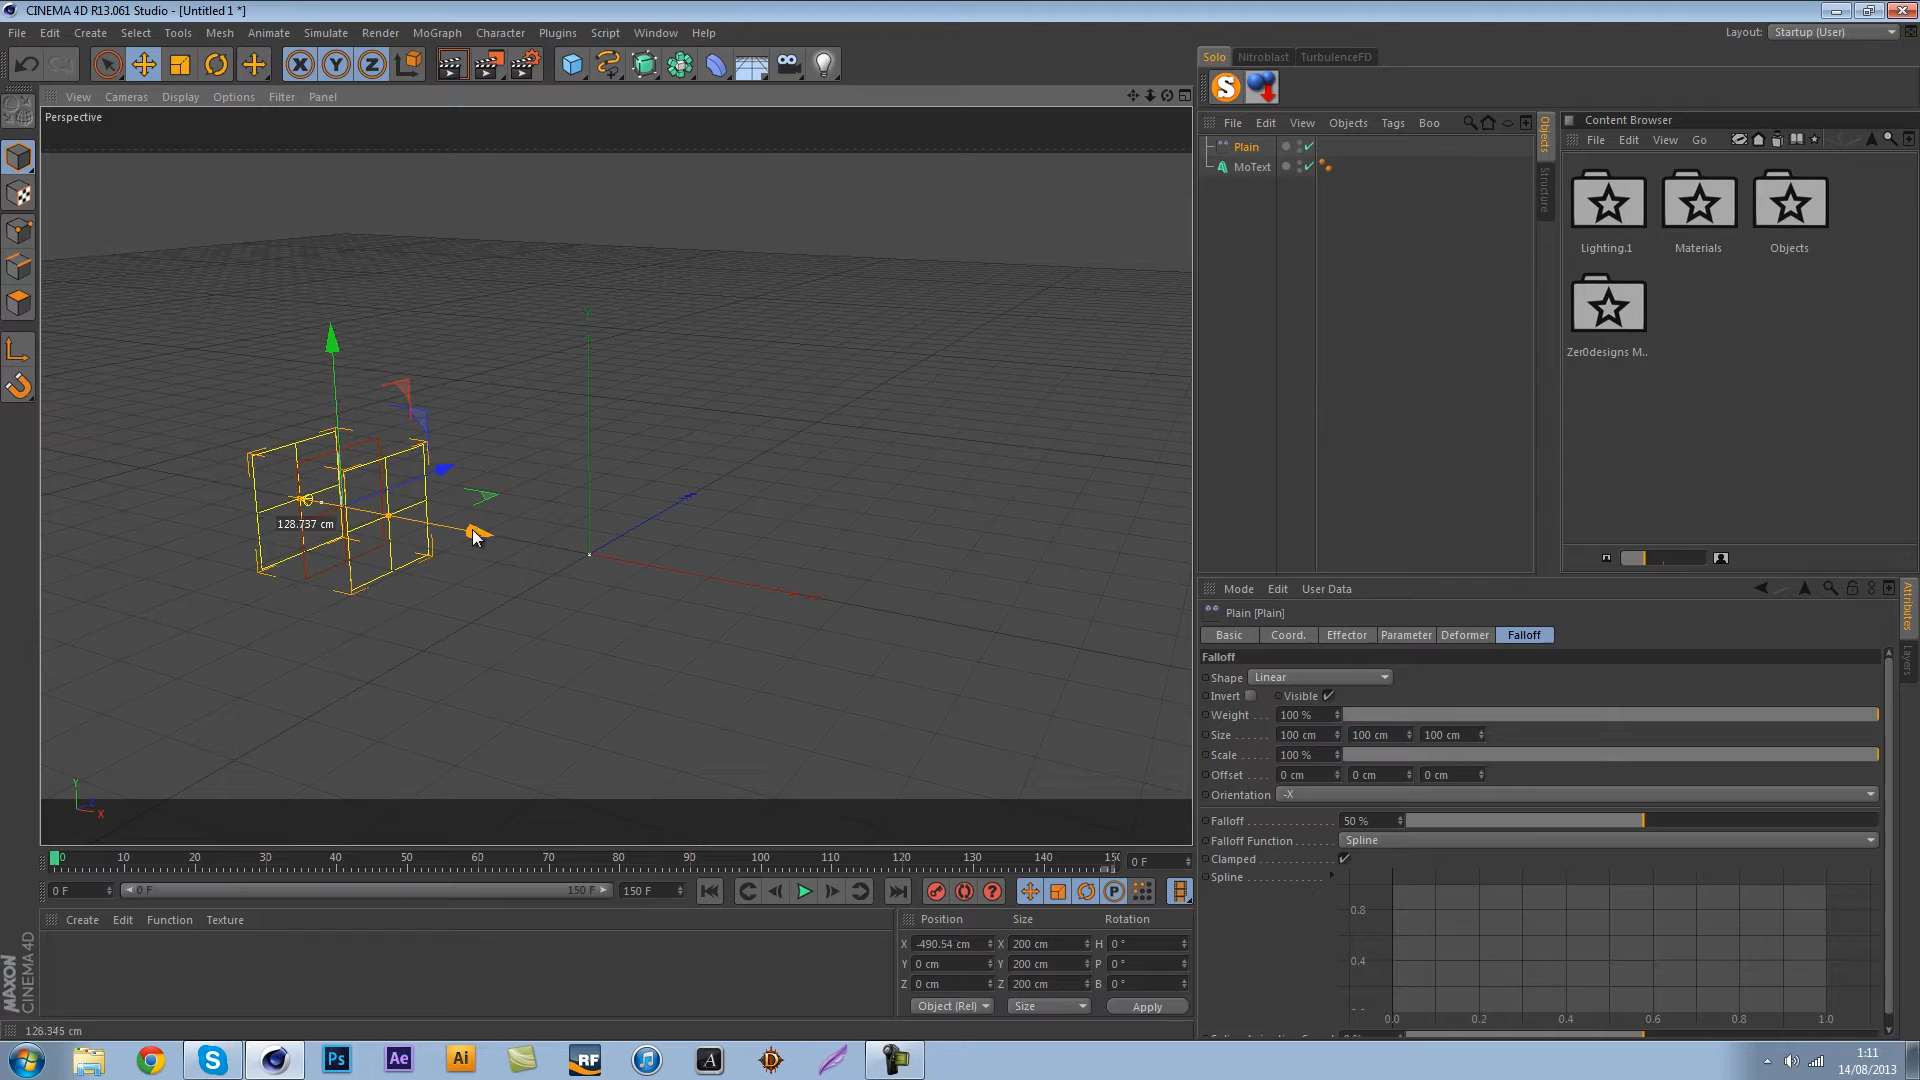 CINEMA 4D R13.061 Studio - [Untitled 1 *]
File Edit Create Select Tools Mesh Animate Simulate Render MoGraph Character Plugins Script Window Help
Layout: Startup (User)
Solo Nitroblast TurbulenceFD
View Cameras Display Options Filter Panel
Perspective
File Edit View Objects Tags Boo
Plain
MoText
Objects
Structure
Content Browser
File Edit View Go
Lighting.1 Materials Objects
Zer0designs M..
Y
128.737 cm
Y
Z
X
Mode Edit User Data
Attributes
Layers
Plain [Plain]
Basic Coord. Effector Parameter Deformer Falloff
Falloff
Shape Linear
Invert Visible
Weight . . . 100 %
Size . . . . . . 100 cm 100 cm 100 cm
Scale . . . . . 100 %
Offset . . . . 0 cm 0 cm 0 cm
Orientation -X
Falloff . . . . . . . . . . . . . . 50 %
Falloff Function . . . . Spline
Clamped . . . . . . . . . . . .
Spline . . . . . . . . . . . . . .
0.8
0.4
0.0 0.2 0.4 0.6 0.8 1.0
0 10 20 30 40 50 60 70 80 90 100 110 120 130 140 150 0 F
0 F 0 F 150 F 150 F
Create Edit Function Texture
Position Size Rotation
X -490.54 cm X 200 cm H 0 °
Y 0 cm Y 200 cm P 0 °
Z 0 cm Z 200 cm B 0 °
Object (Rel) Size Apply
MAXON
CINEMA 4D
126.345 cm
Ps Ae Ai RF A
1:11
14/08/2013